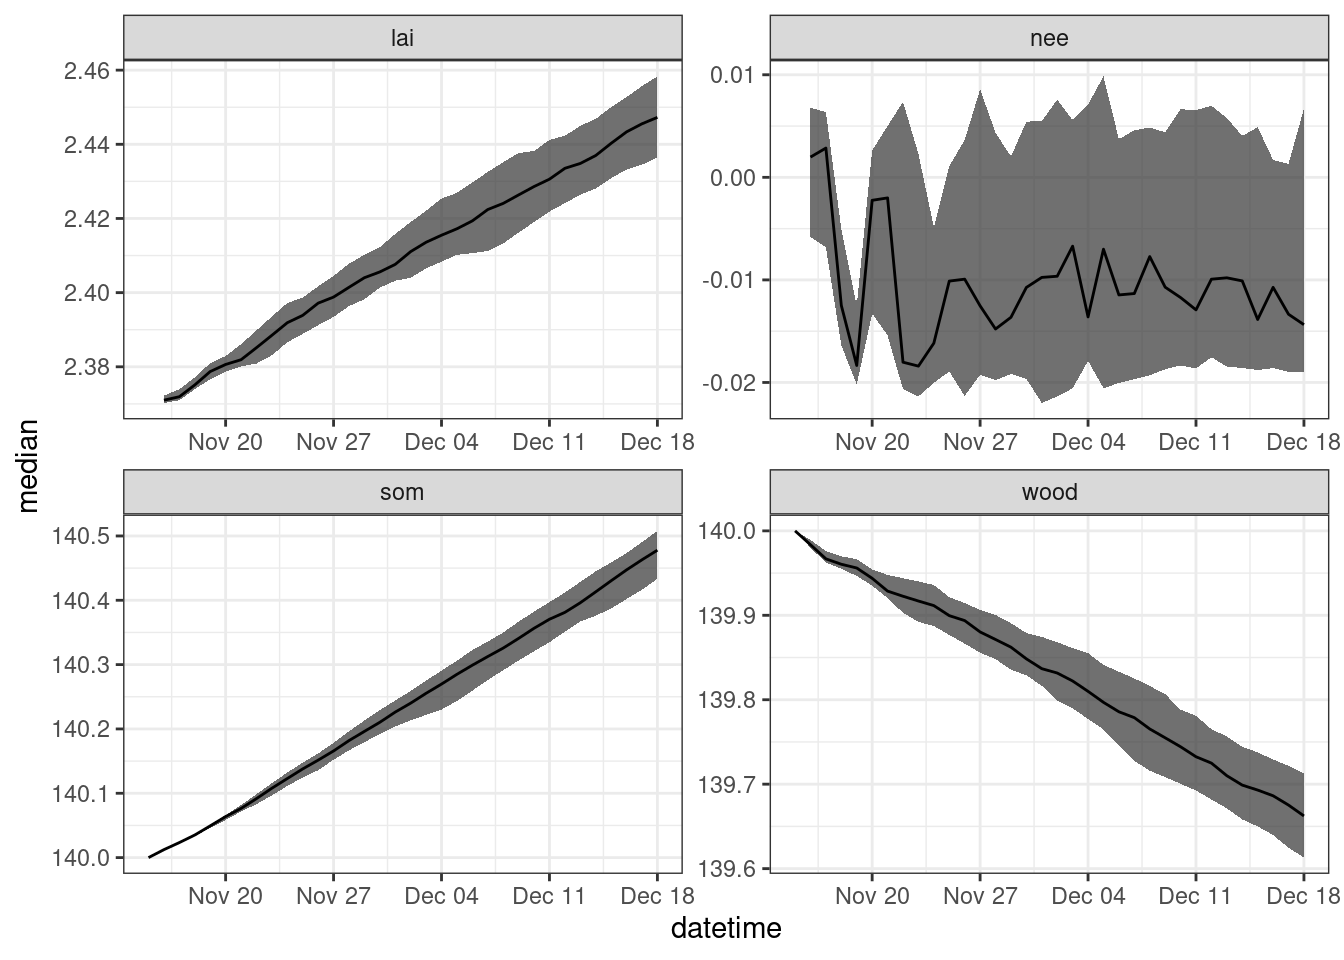 lai
nee
2.46
2.44
2.42
2.40
2.38
0.01
0.00
-0.01
-0.02
Nov 20 Nov 27 Dec 04 Dec 11 Dec 18
Nov 20 Nov 27 Dec 04 Dec 11 Dec 18
median
som
wood
140.5
140.4
140.3
140.2
140.1
140.0
140.0
139.9
139.8
139.7
139.6
Nov 20 Nov 27 Dec 04 Dec 11 Dec 18
Nov 20 Nov 27 Dec 04 Dec 11 Dec 18
datetime